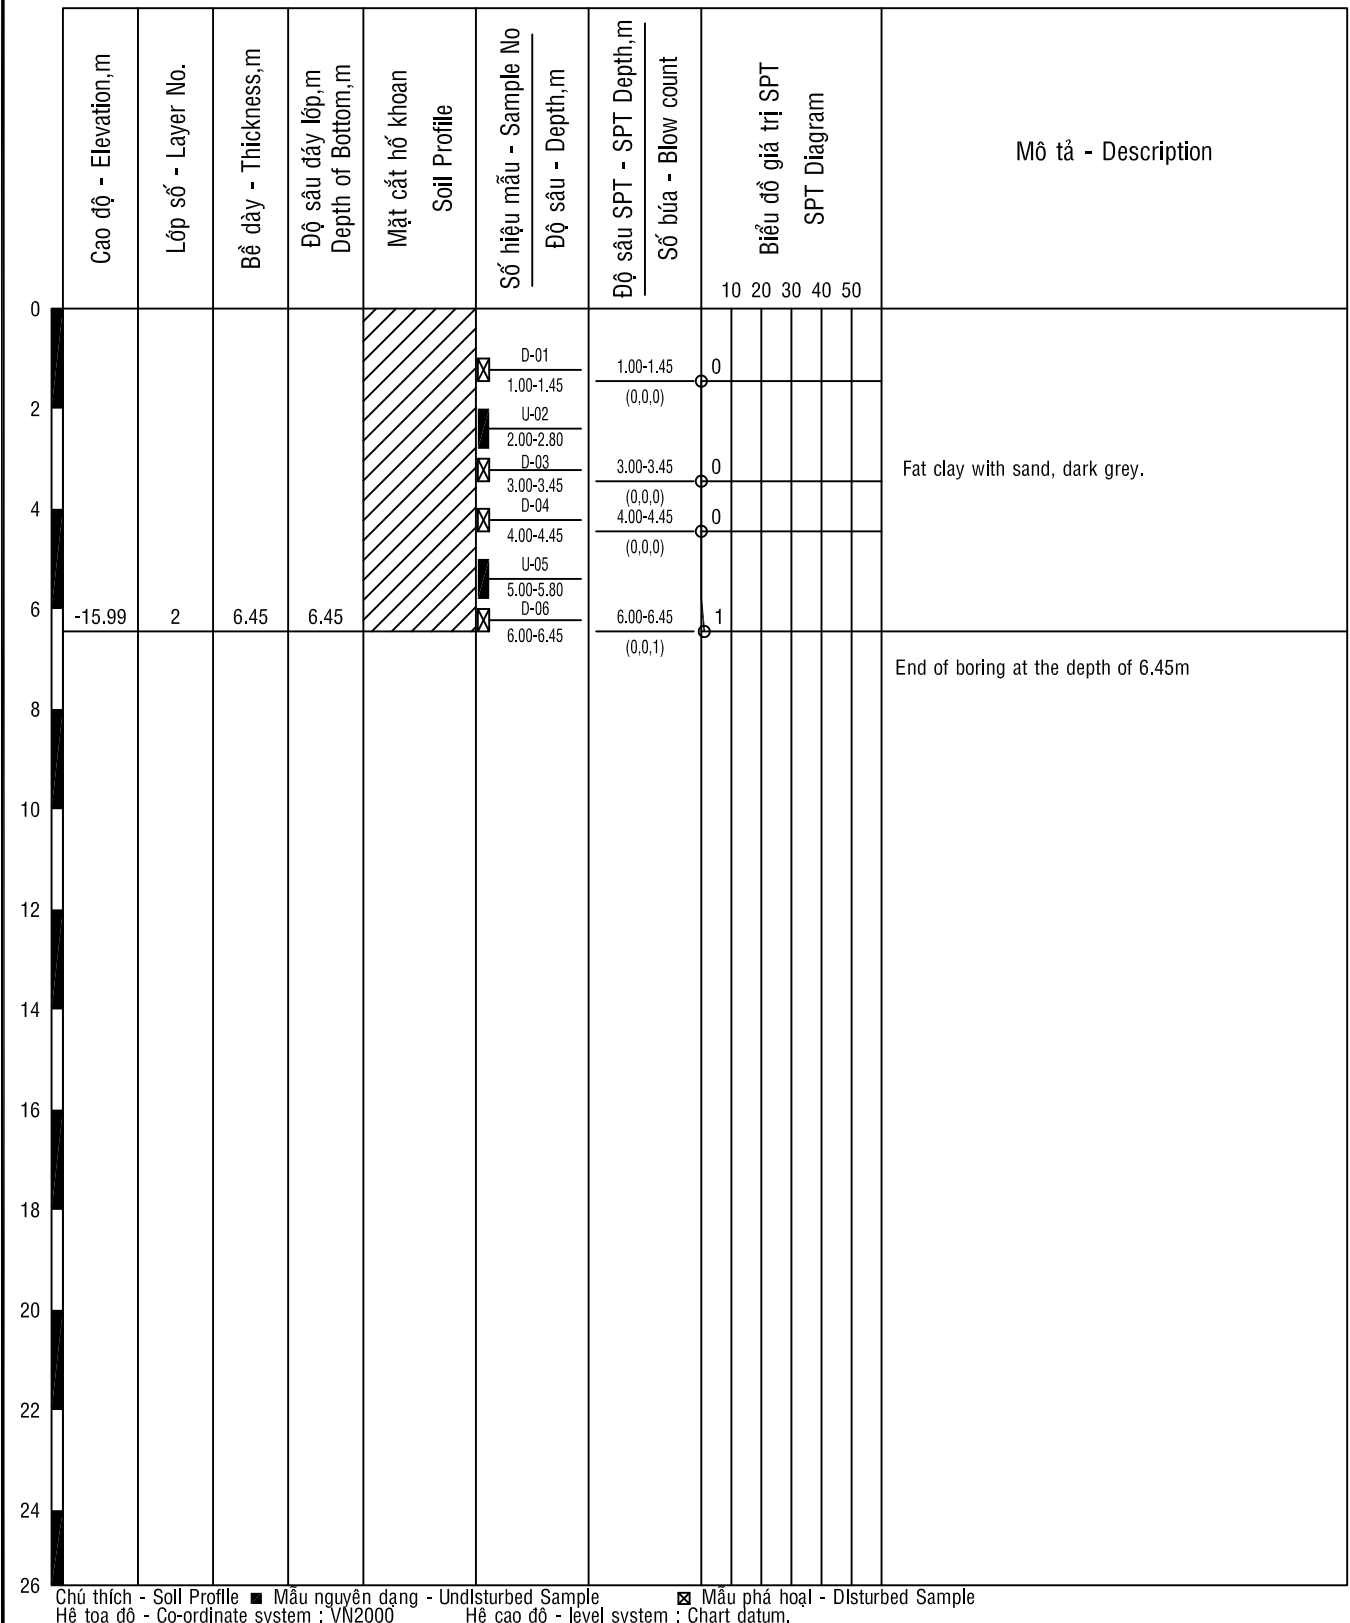 Cao độ - Elevation,m
Lớp số - Layer No.
Bề dày - Thickness,m
Độ sâu đáy lớp,m
Depth of Bottom,m
Mặt cắt hố khoan
Soil Profile
Số hiệu mẫu - Sample No
Độ sâu - Depth,m
Độ sâu SPT - SPT Depth,m
Số búa - Blow count
Biểu đồ giá trị SPT
SPT Diagram
10 20 30 40 50
Mô tả - Description
0
D-01
1.00-1.45
1.00-1.45
(0,0,0)
0
2
U-02
2.00-2.80
D-03
3.00-3.45
3.00-3.45
(0,0,0)
0
Fat clay with sand, dark grey.
4
D-04
4.00-4.45
4.00-4.45
(0,0,0)
0
U-05
5.00-5.80
6
-15.99 2 6.45 6.45
D-06
6.00-6.45
6.00-6.45
(0,0,1)
1
End of boring at the depth of 6.45m
8
10
12
14
16
18
20
22
24
26
Chú thích - Soil Profile Mẫu nguyên dạng - Undisturbed Sample Mẫu phá hoại - Disturbed Sample
Hệ tọa độ - Co-ordinate system : VN2000 Hệ cao độ - level system : Chart datum.